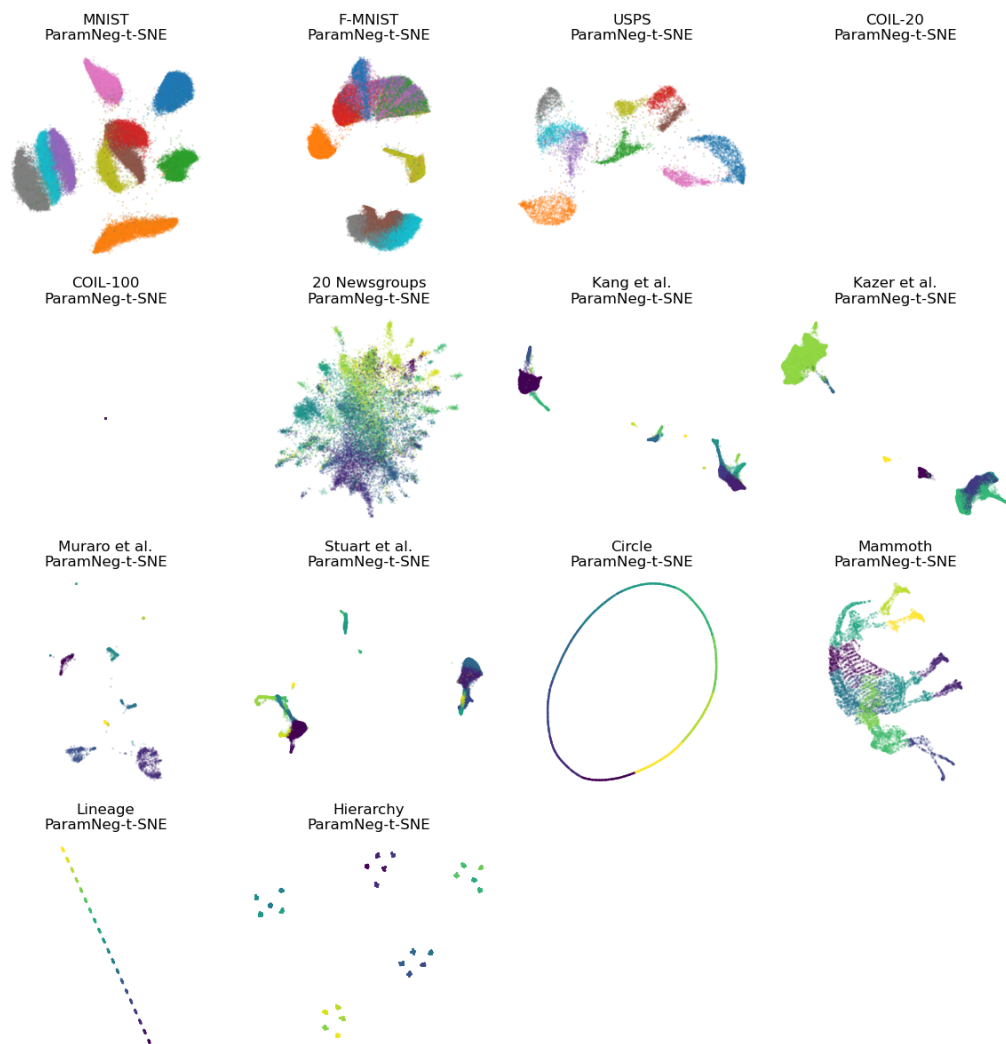 MNIST
ParamNeg-t-SNE
F-MNIST
ParamNeg-t-SNE
USPS
ParamNeg-t-SNE
COIL-20
ParamNeg-t-SNE
COIL-100
ParamNeg-t-SNE
20 Newsgroups
ParamNeg-t-SNE
Kang et al.
ParamNeg-t-SNE
Kazer et al.
ParamNeg-t-SNE
Muraro et al.
ParamNeg-t-SNE
Stuart et al.
ParamNeg-t-SNE
Circle
ParamNeg-t-SNE
Mammoth
ParamNeg-t-SNE
Lineage
ParamNeg-t-SNE
Hierarchy
ParamNeg-t-SNE